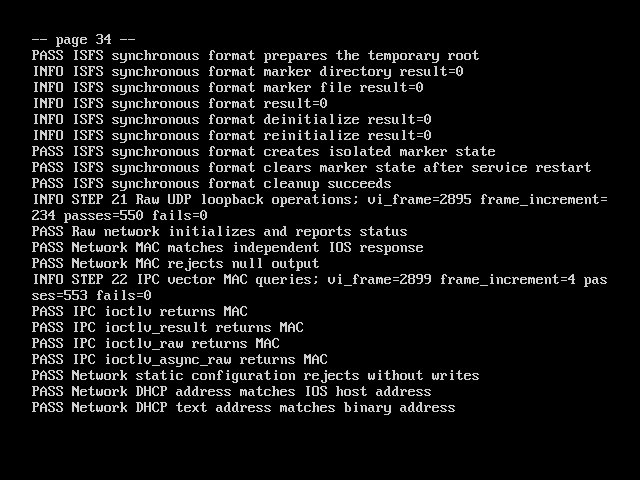 -- page 34 --
PASS ISFS synchronous format prepares the temporary root
INFO ISFS synchronous format marker directory result=0
INFO ISFS synchronous format marker file result=0
INFO ISFS synchronous format result=0
INFO ISFS synchronous format deinitialize result=0
INFO ISFS synchronous format reinitialize result=0
PASS ISFS synchronous format creates isolated marker state
PASS ISFS synchronous format clears marker state after service restart
PASS ISFS synchronous format cleanup succeeds
INFO STEP 21 Raw UDP loopback operations; vi_frame=2895 frame_increment=
234 passes=550 fails=0
PASS Raw network initializes and reports status
PASS Network MAC matches independent IOS response
PASS Network MAC rejects null output
INFO STEP 22 IPC vector MAC queries; vi_frame=2899 frame_increment=4 pas
ses=553 fails=0
PASS IPC ioctlv returns MAC
PASS IPC ioctlv_result returns MAC
PASS IPC ioctlv_raw returns MAC
PASS IPC ioctlv_async_raw returns MAC
PASS Network static configuration rejects without writes
PASS Network DHCP address matches IOS host address
PASS Network DHCP text address matches binary address